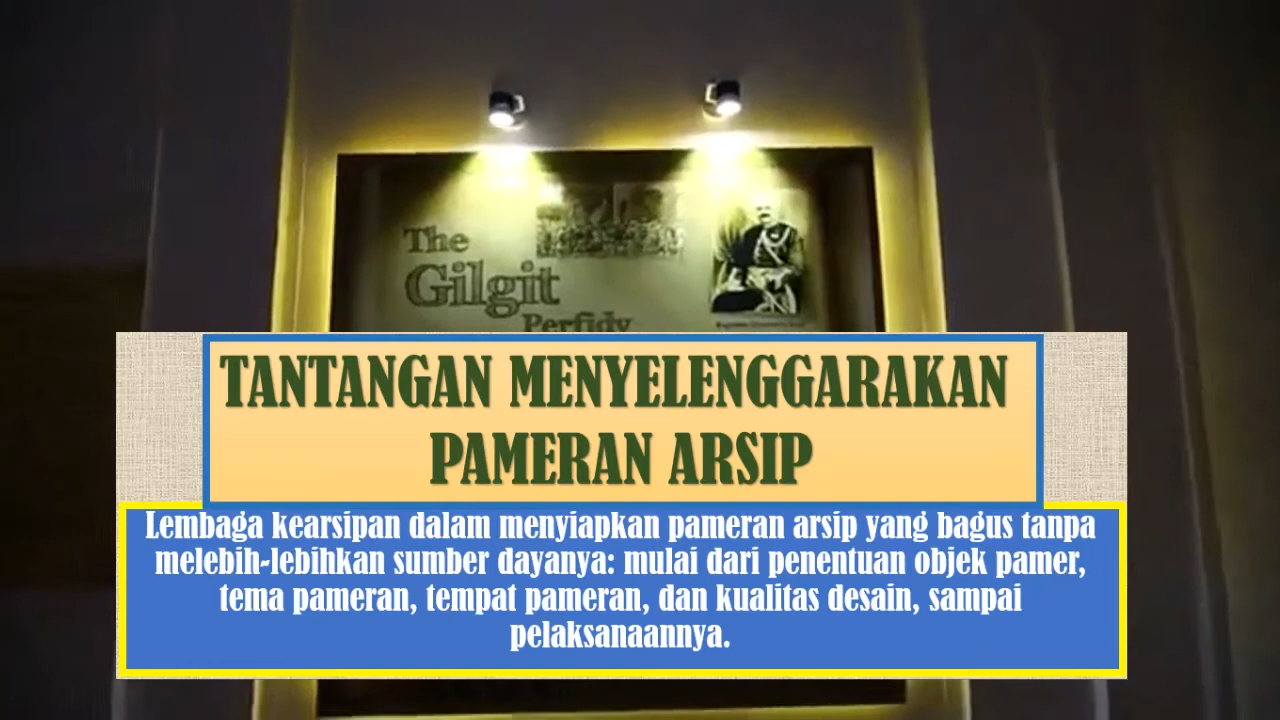 The
Gilgit
Perfidy
TANTANGAN MENYELENGGARAKAN
PAMERAN ARSIP
Lembaga kearsipan dalam menyiapkan pameran arsip yang bagus tanpa
melebih-lebihkan sumber dayanya: mulai dari penentuan objek pamer,
tema pameran, tempat pameran, dan kualitas desain, sampai
pelaksanaannya.